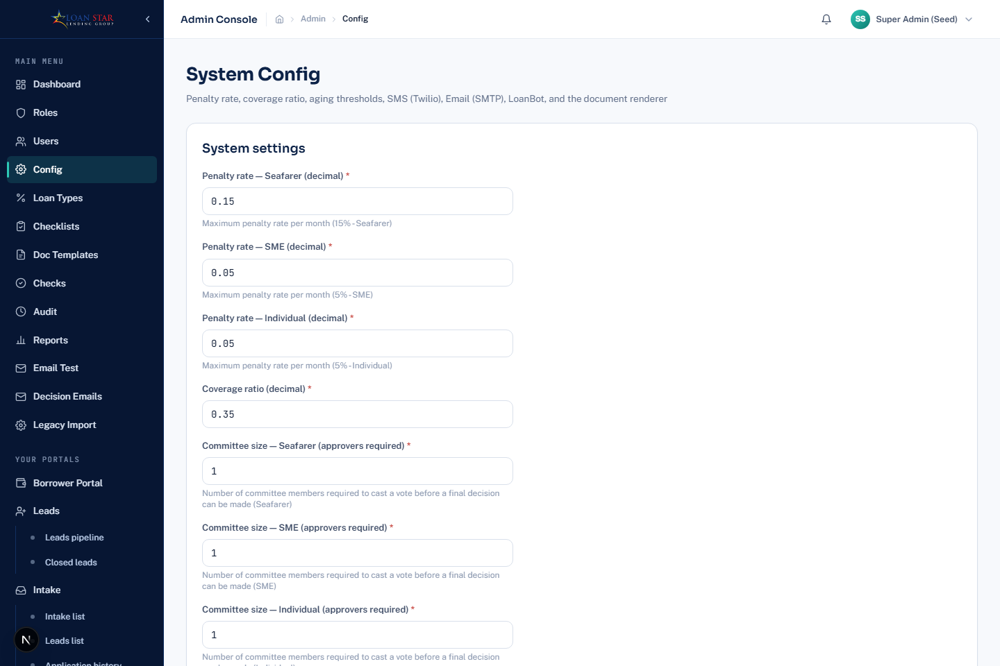 LOAN STAR
LENDING GROUP
Admin Console
Admin
Config
SS
Super Admin (Seed)
MAIN MENU
Dashboard
Roles
Users
Config
Loan Types
Checklists
Doc Templates
Checks
Audit
Reports
Email Test
Decision Emails
Legacy Import
YOUR PORTALS
Borrower Portal
Leads
Leads pipeline
Closed leads
Intake
Intake list
Leads list
Application history
N
System Config
Penalty rate, coverage ratio, aging thresholds, SMS (Twilio), Email (SMTP), LoanBot, and the document renderer
System settings
Penalty rate — Seafarer (decimal) *
0.15
Maximum penalty rate per month (15% - Seafarer)
Penalty rate — SME (decimal) *
0.05
Maximum penalty rate per month (5% - SME)
Penalty rate — Individual (decimal) *
0.05
Maximum penalty rate per month (5% - Individual)
Coverage ratio (decimal) *
0.35
Committee size — Seafarer (approvers required) *
1
Number of committee members required to cast a vote before a final decision
can be made (Seafarer)
Committee size — SME (approvers required) *
1
Number of committee members required to cast a vote before a final decision
can be made (SME)
Committee size — Individual (approvers required) *
1
Number of committee members required to cast a vote before a final decision